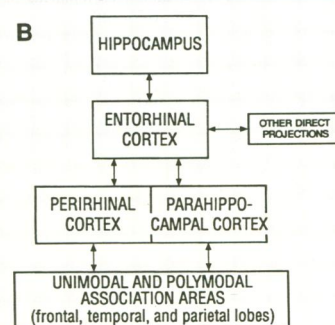 B
HIPPOCAMPUS
ENTORHINAL
CORTEX
OTHER DIRECT
PROJECTIONS
PERIRHINAL
CORTEX
PARAHIPPO-
CAMPAL CORTEX
UNIMODAL AND POLYMODAL
ASSOCIATION AREAS
(frontal, temporal, and parietal lobes)